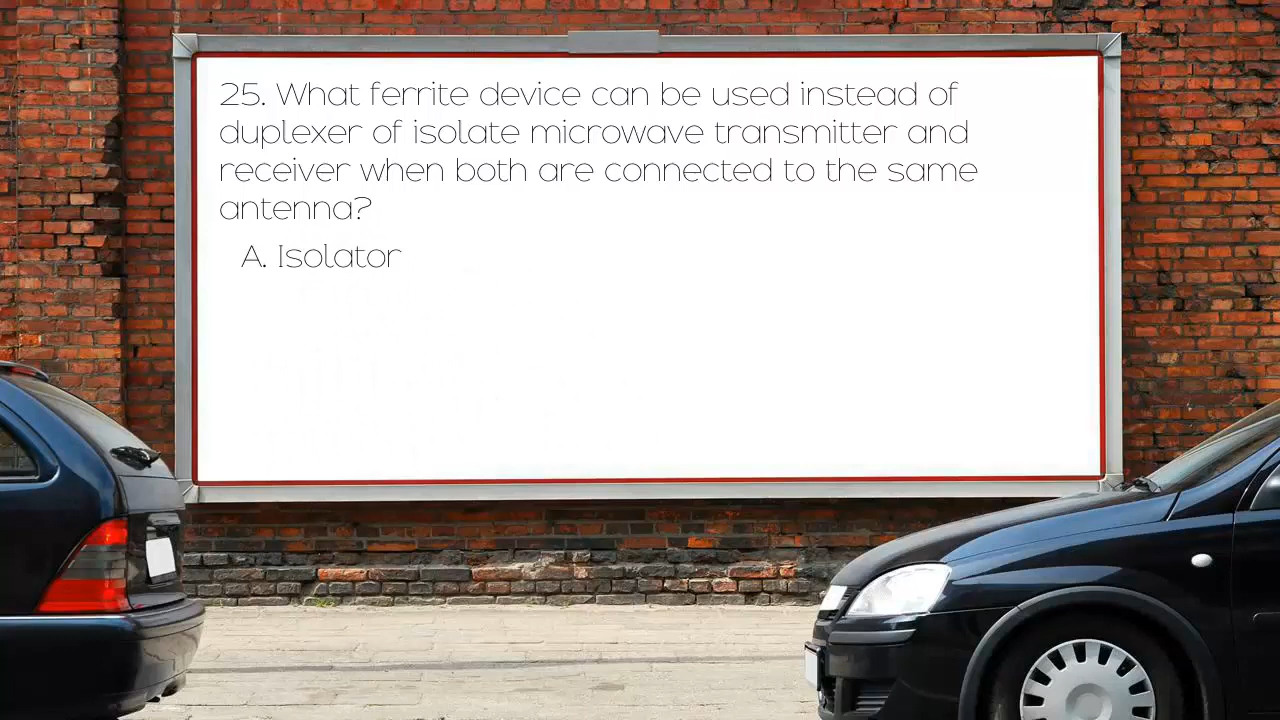 25. What ferrite device can be used instead of
duplexer of isolate microwave transmitter and
receiver when both are connected to the same
antenna?
A. Isolator